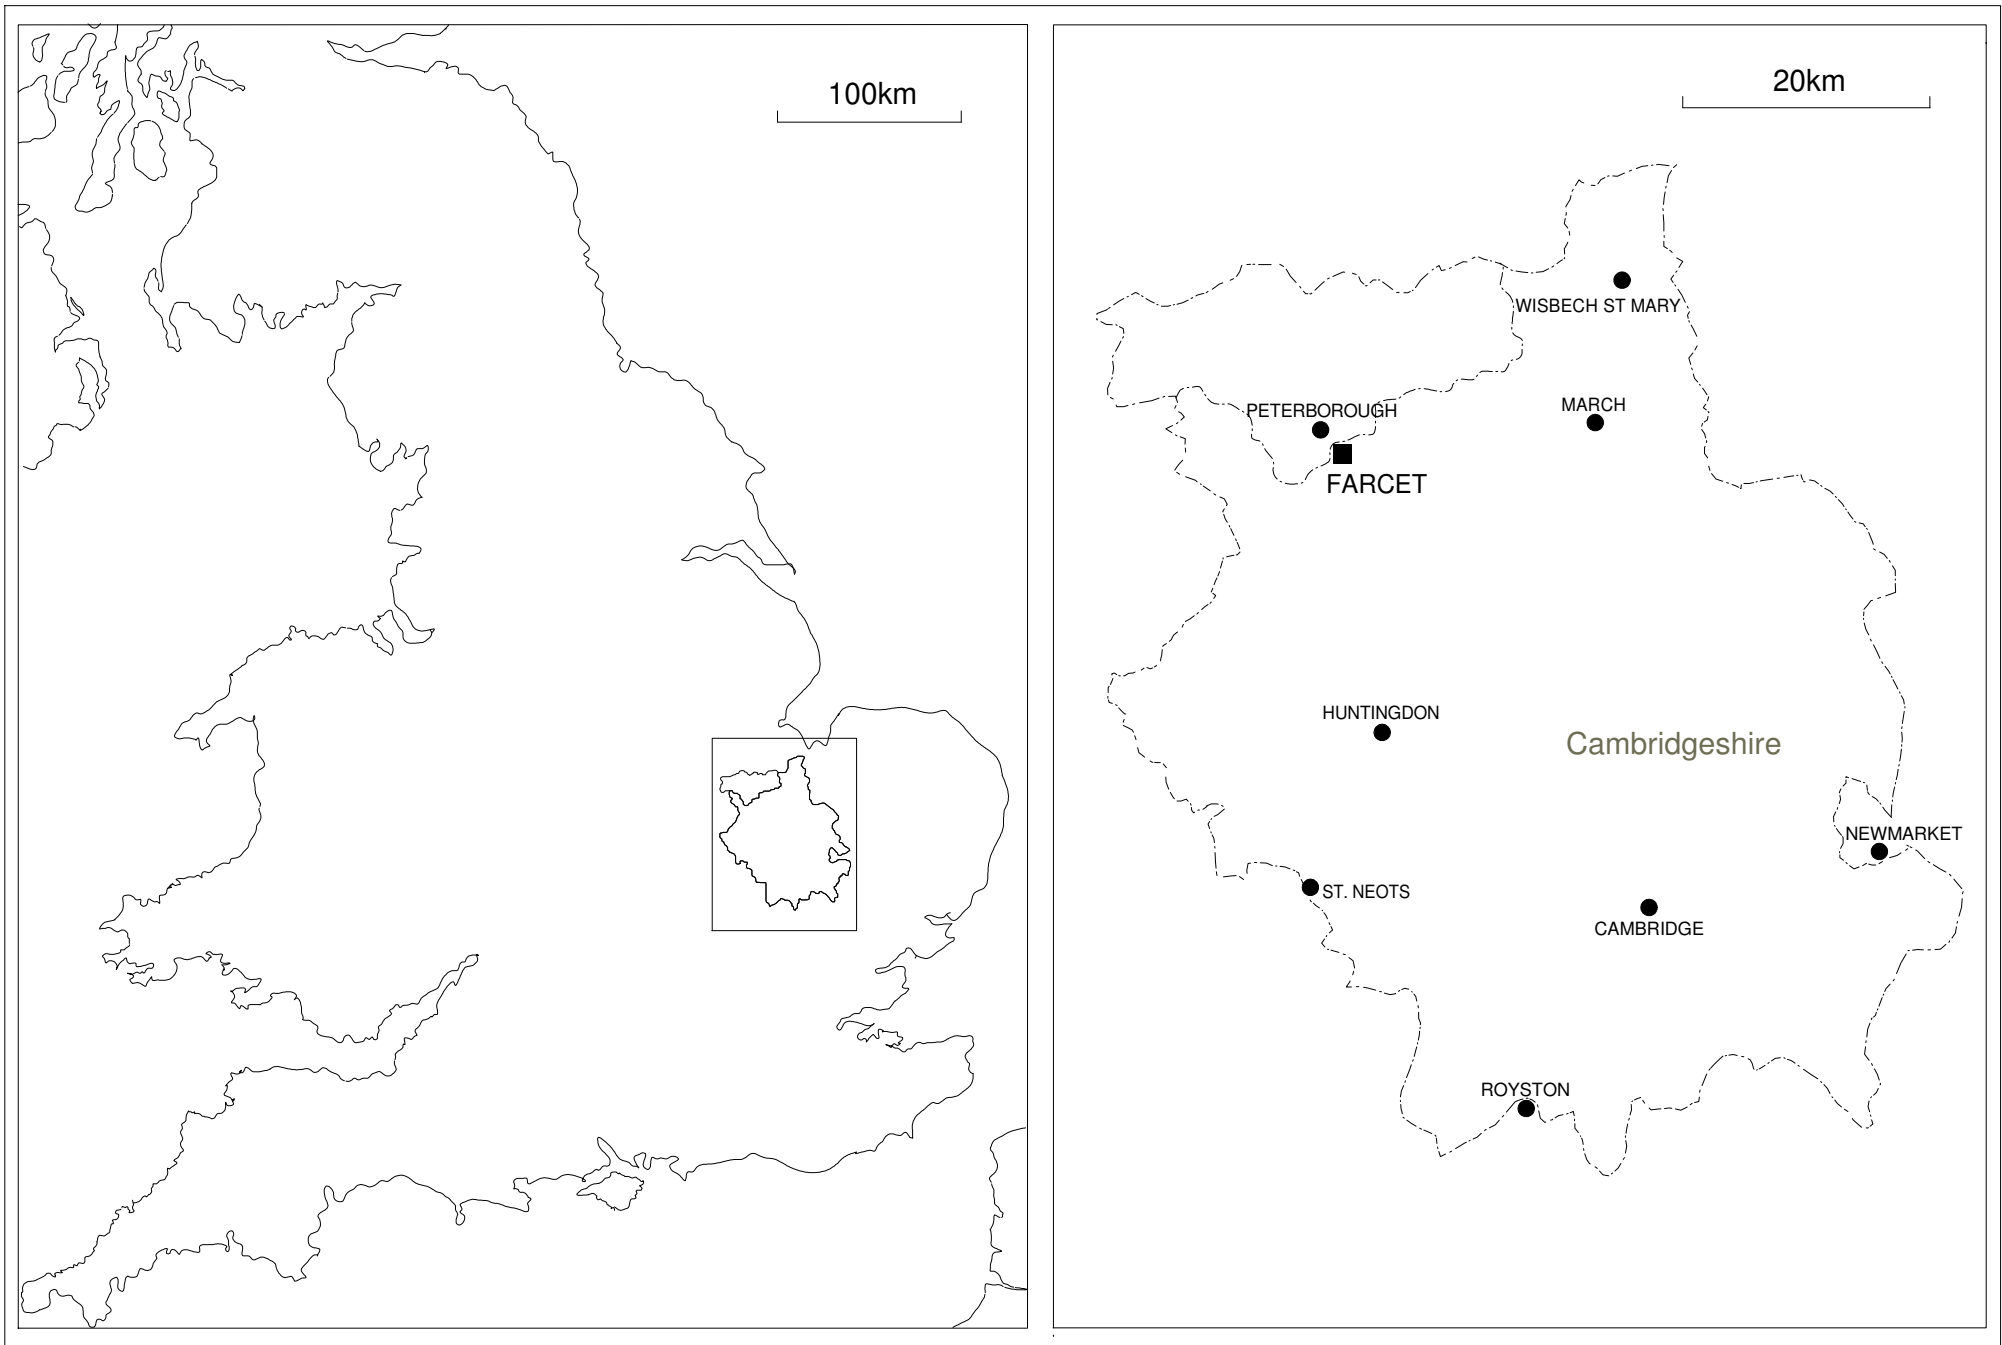 100km
20km
WISBECH ST MARY
MARCH
PETERBOROUGH
FARCET
HUNTINGDON
Cambridgeshire
NEWMARKET
ST. NEOTS
CAMBRIDGE
ROYSTON